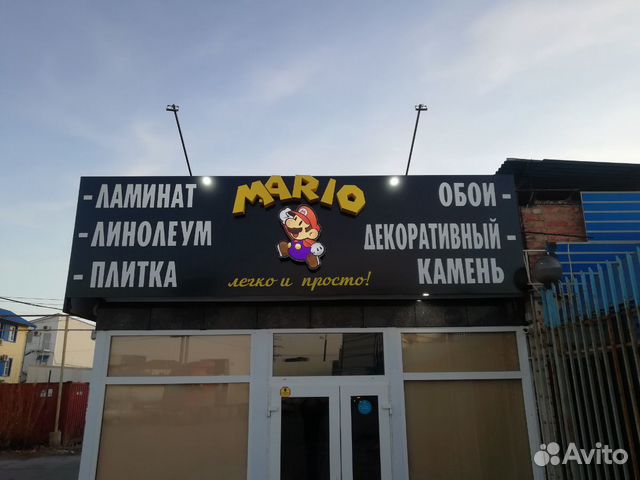 MARIO
- ЛАМИНАТ
- ЛИНОЛЕУМ
- ПЛИТКА
ОБОИ -
ДЕКОРАТИВНЫЙ -
КАМЕНЬ
легко и просто!
Avito